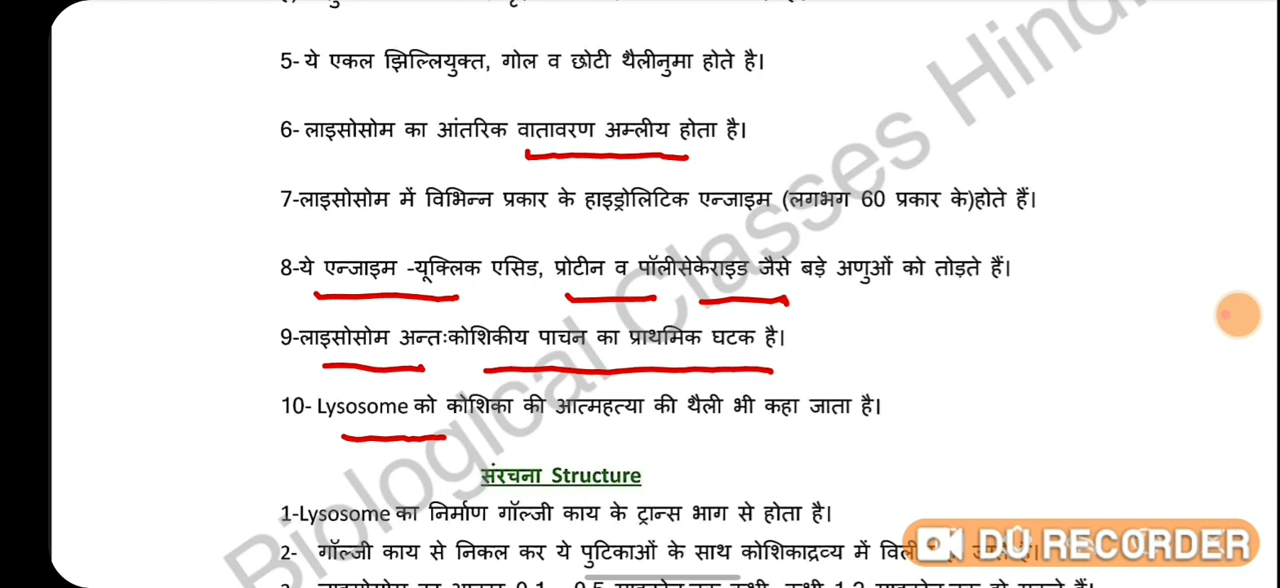 5- ये एकल झिल्लियुक्त, गोल व छोटी थैलीनुमा होते है।
6- लाइसोसोम का आंतरिक वातावरण अम्लीय होता है।
7-लाइसोसोम में विभिन्न प्रकार के हाइड्रोलिटिक एन्जाइम (लगभग 60 प्रकार के)होते हैं।
8-ये एन्जाइम -यूक्लिक एसिड, प्रोटीन व पॉलीसेकेराइड जैसे बड़े अणुओं को तोड़ते हैं।
9-लाइसोसोम अन्तःकोशिकीय पाचन का प्राथमिक घटक है।
10- Lysosome को कोशिका की आत्महत्या की थैली भी कहा जाता है।
संरचना Structure
1-Lysosome का निर्माण गॉल्जी काय के ट्रान्स भाग से होता है।
2- गॉल्जी काय से निकल कर ये पुटिकाओं के साथ कोशिकाद्रव्य में
Biological Classes Hindi
DU RECORDER